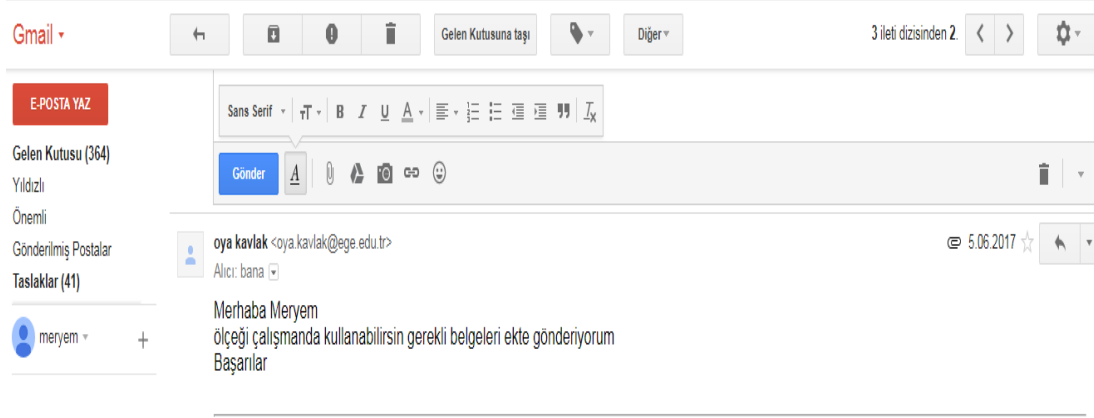 Gmail
Gelen Kutusuna taşı
Diğer
3 ileti dizisinden 2.
E-POSTA YAZ
Sans Serif
Gelen Kutusu (364)
Gönder
Yıldızlı
Önemli
Gönderilmiş Postalar
Taslaklar (41)
meryem
oya kavlak <oya.kavlak@ege.edu.tr>
5.06.2017
Alıcı: bana
Merhaba Meryem
ölçeği çalışmanda kullanabilirsin gerekli belgeleri ekte gönderiyorum
Başarılar